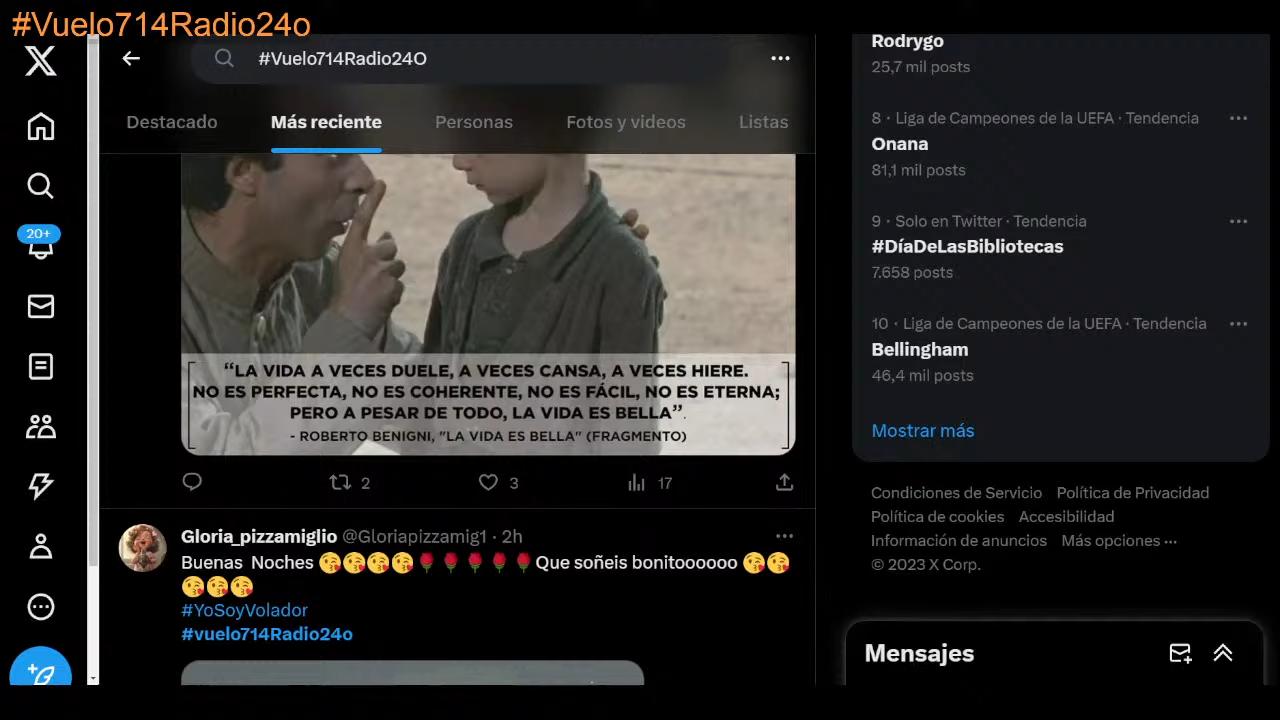 #Vuelo714Radio24o
#Vuelo714Radio24O
Destacado
Más reciente
Personas
Fotos y videos
Listas
20+
“LA VIDA A VECES DUELE, A VECES CANSA, A VECES HIERE.
NO ES PERFECTA, NO ES COHERENTE, NO ES FÁCIL, NO ES ETERNA;
PERO A PESAR DE TODO, LA VIDA ES BELLA”.
- ROBERTO BENIGNI, "LA VIDA ES BELLA" (FRAGMENTO)
2
3
17
Gloria_pizzamiglio @Gloriapizzamig1 · 2h
Buenas Noches 😘😘😘😘🌹🌹🌹🌹🌹Que soñeis bonitoooooo 😘😘
😘😘😘
#YoSoyVolador
#vuelo714Radio24o
Rodrygo
25,7 mil posts
8 · Liga de Campeones de la UEFA · Tendencia
Onana
81,1 mil posts
9 · Solo en Twitter · Tendencia
#DíaDeLasBibliotecas
7.658 posts
10 · Liga de Campeones de la UEFA · Tendencia
Bellingham
46,4 mil posts
Mostrar más
Condiciones de Servicio Política de Privacidad
Política de cookies Accesibilidad
Información de anuncios Más opciones ···
© 2023 X Corp.
Mensajes